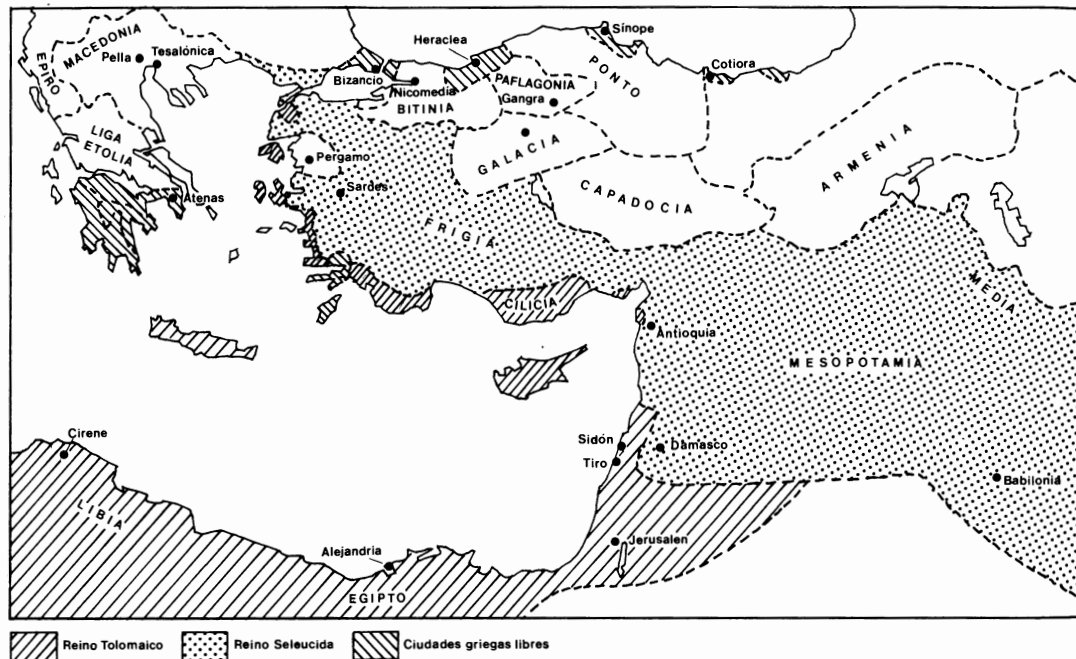 MACEDONIA
EPIRO
Pella
Tesalónica
LIGA
ETOLIA
Atenas
Bizancio
Heraclea
Nicomedia
BITINIA
PAFLAGONIA
Gangra
Sínope
PONTO
Cotiora
GALACIA
CAPADOCIA
ARMENIA
Pergamo
Sardes
FRIGIA
CILICIA
Antioquia
MESOPOTAMIA
MEDIA
Sidón
Tiro
Damasco
Babilonia
Jerusalen
Cirene
LIBIA
Alejandria
EGIPTO
Reino Tolomaico
Reino Seleucida
Ciudades griegas libres